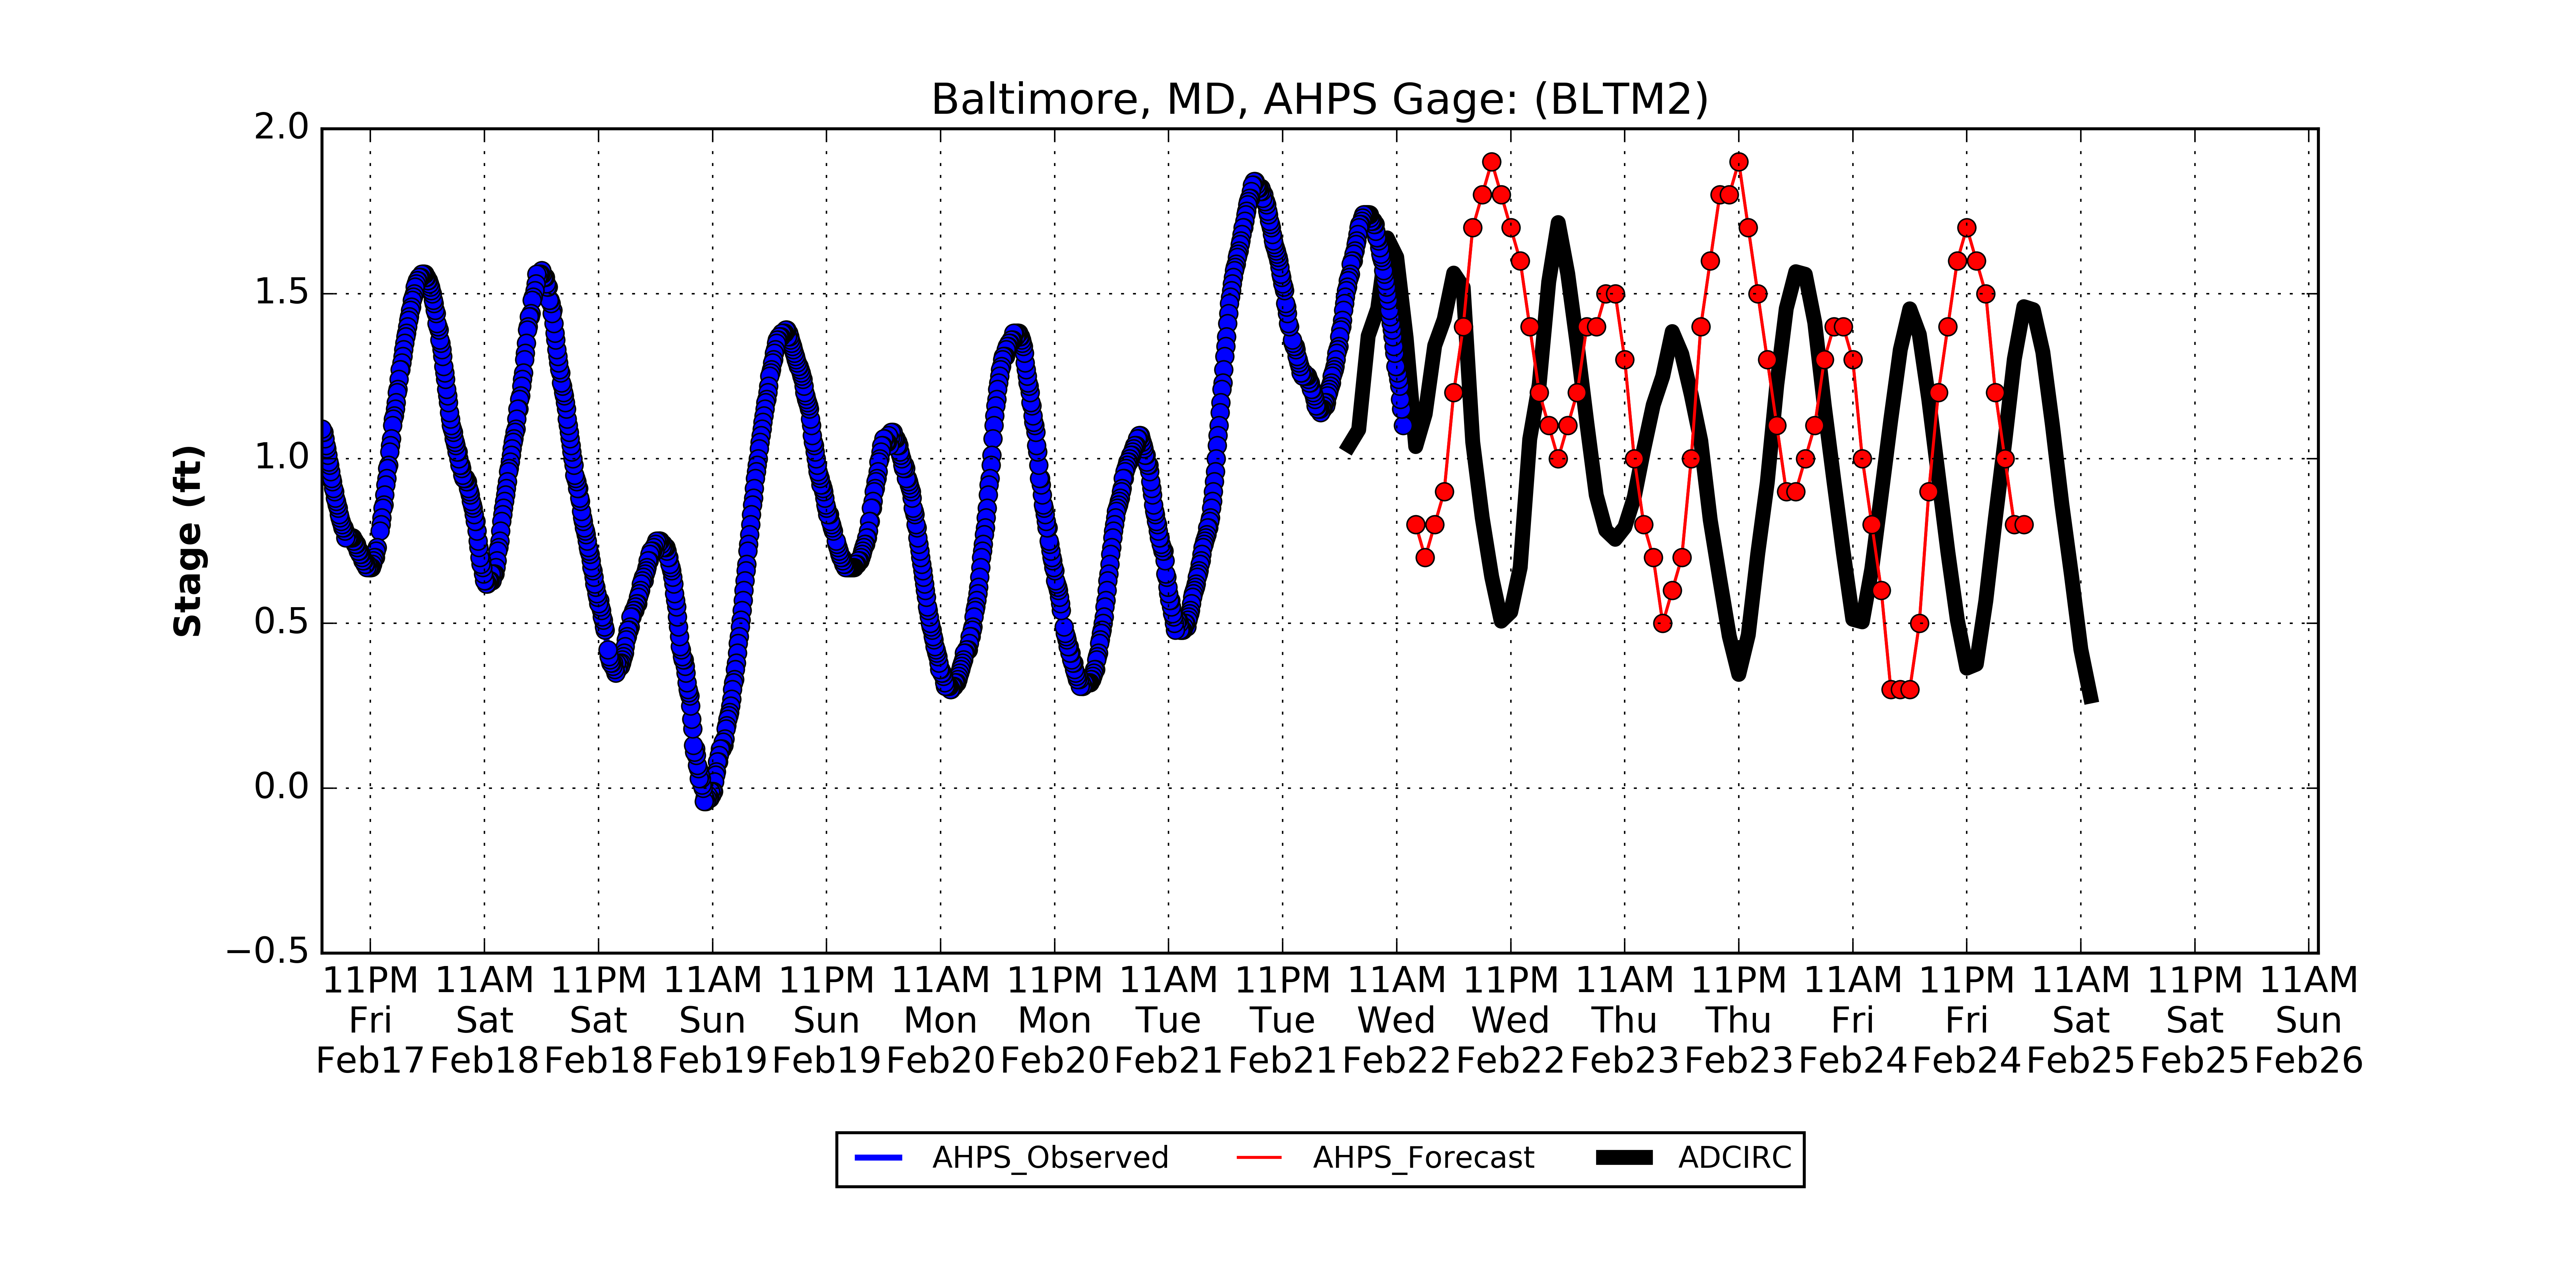 Baltimore, MD, AHPS Gage: (BLTM2)
2.0
1.5
1.0
0.5
0.0
−0.5
Stage (ft)
11PM 11AM 11PM 11AM 11PM 11AM 11PM 11AM 11PM 11AM 11PM 11AM 11PM 11AM 11PM 11AM 11PM 11AM
Fri Sat Sat Sun Sun Mon Mon Tue Tue Wed Wed Thu Thu Fri Fri Sat Sat Sun
Feb17 Feb18 Feb18 Feb19 Feb19 Feb20 Feb20 Feb21 Feb21 Feb22 Feb22 Feb23 Feb23 Feb24 Feb24 Feb25 Feb25 Feb26
AHPS_Observed AHPS_Forecast ADCIRC